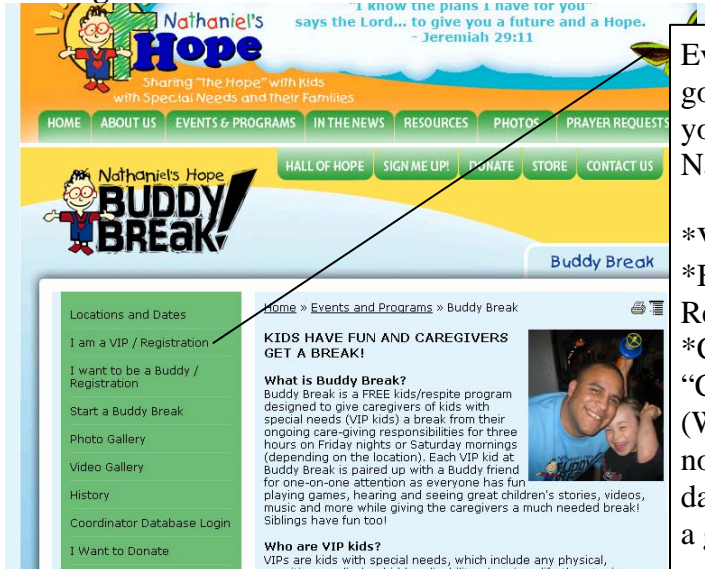 "I know the plans I have for you"
says the Lord... to give you a future and a Hope.
- Jeremiah 29:11
Nathaniel's
Hope
Sharing "the Hope" with Kids
with Special Needs and their Families
HOME ABOUT US EVENTS & PROGRAMS IN THE NEWS RESOURCES PHOTOS PRAYER REQUESTS
HALL OF HOPE SIGN ME UP! DONATE STORE CONTACT US
Nathaniel's Hope
BUDDY
BREAK!
Buddy Break
Locations and Dates
I am a VIP / Registration
I want to be a Buddy /
Registration
Start a Buddy Break
Photo Gallery
Video Gallery
History
Coordinator Database Login
I Want to Donate
Home » Events and Programs » Buddy Break
KIDS HAVE FUN AND CAREGIVERS
GET A BREAK!
What is Buddy Break?
Buddy Break is a FREE kids/respite program
designed to give caregivers of kids with
special needs (VIP kids) a break from their
ongoing care-giving responsibilities for three
hours on Friday nights or Saturday mornings
(depending on the location). Each VIP kid at
Buddy Break is paired up with a Buddy friend
for one-on-one attention as everyone has fun
playing games, hearing and seeing great children's stories, videos,
music and more while giving the caregivers a much needed break!
Siblings have fun too!
Who are VIP kids?
VIPs are kids with special needs, which include any physical,
Ev
go
yo
Na
*V
Re
*C
"C
(W
no
da
a g